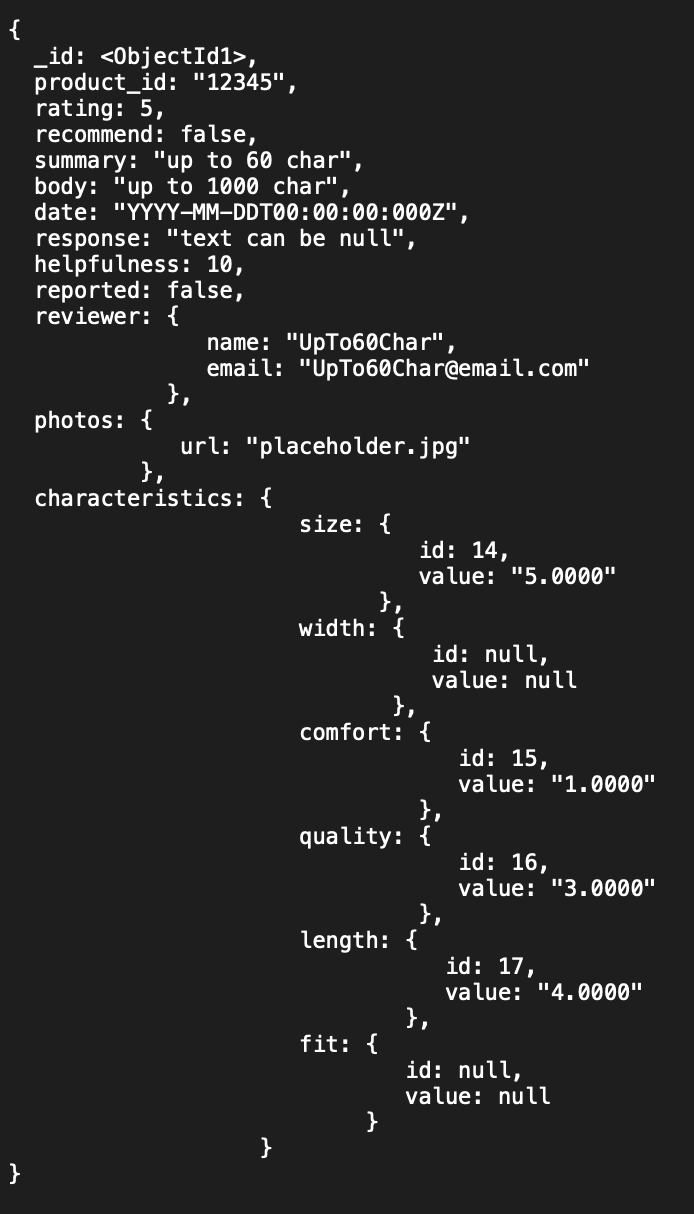 {
  _id: <ObjectId1>,
  product_id: "12345",
  rating: 5,
  recommend: false,
  summary: "up to 60 char",
  body: "up to 1000 char",
  date: "YYYY-MM-DDT00:00:00:000Z",
  response: "text can be null",
  helpfulness: 10,
  reported: false,
  reviewer: {
               name: "UpTo60Char",
               email: "UpTo60Char@email.com"
            },
  photos: {
             url: "placeholder.jpg"
          },
  characteristics: {
                      size: {
                               id: 14,
                               value: "5.0000"
                            },
                      width: {
                                id: null,
                                value: null
                             },
                      comfort: {
                                  id: 15,
                                  value: "1.0000"
                               },
                      quality: {
                                  id: 16,
                                  value: "3.0000"
                               },
                      length: {
                                 id: 17,
                                 value: "4.0000"
                              },
                      fit: {
                              id: null,
                              value: null
                           }
                   }
}